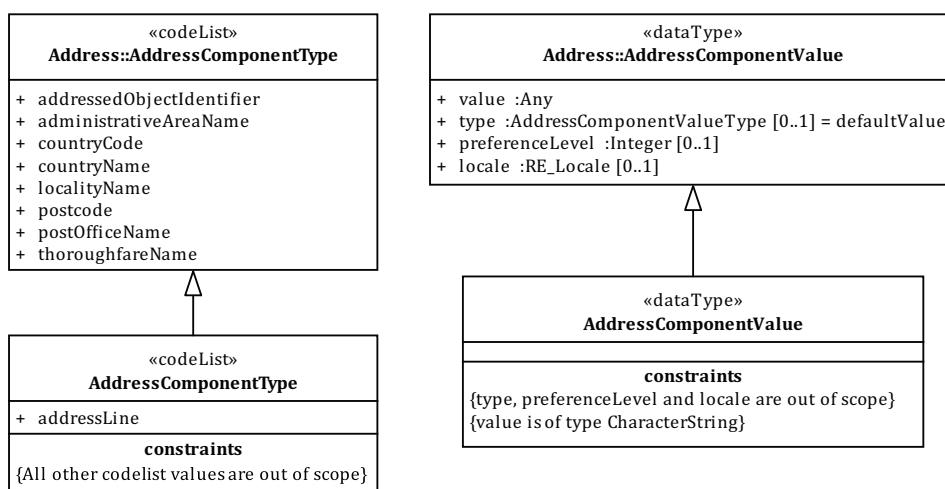 «codeList»
Address::AddressComponentType
+ addressedObjectIdentifier
+ administrativeAreaName
+ countryCode
+ countryName
+ localityName
+ postcode
+ postOfficeName
+ thoroughfareName
«codeList»
AddressComponentType
+ addressLine
constraints
{All other codelist values are out of scope}
«dataType»
Address::AddressComponentValue
+ value :Any
+ type :AddressComponentValueType [0..1] = defaultValue
+ preferenceLevel :Integer [0..1]
+ locale :RE_Locale [0..1]
«dataType»
AddressComponentValue
constraints
{type, preferenceLevel and locale are out of scope}
{value is of type CharacterString}